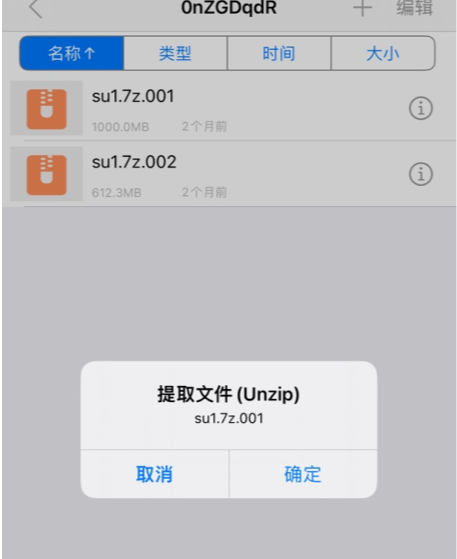 0nZGDqdR
编辑
名称↑
类型
时间
大小
su1.7z.001
1000.0MB 2个月前
su1.7z.002
612.3MB 2个月前
提取文件(Unzip)
su1.7z.001
取消
确定